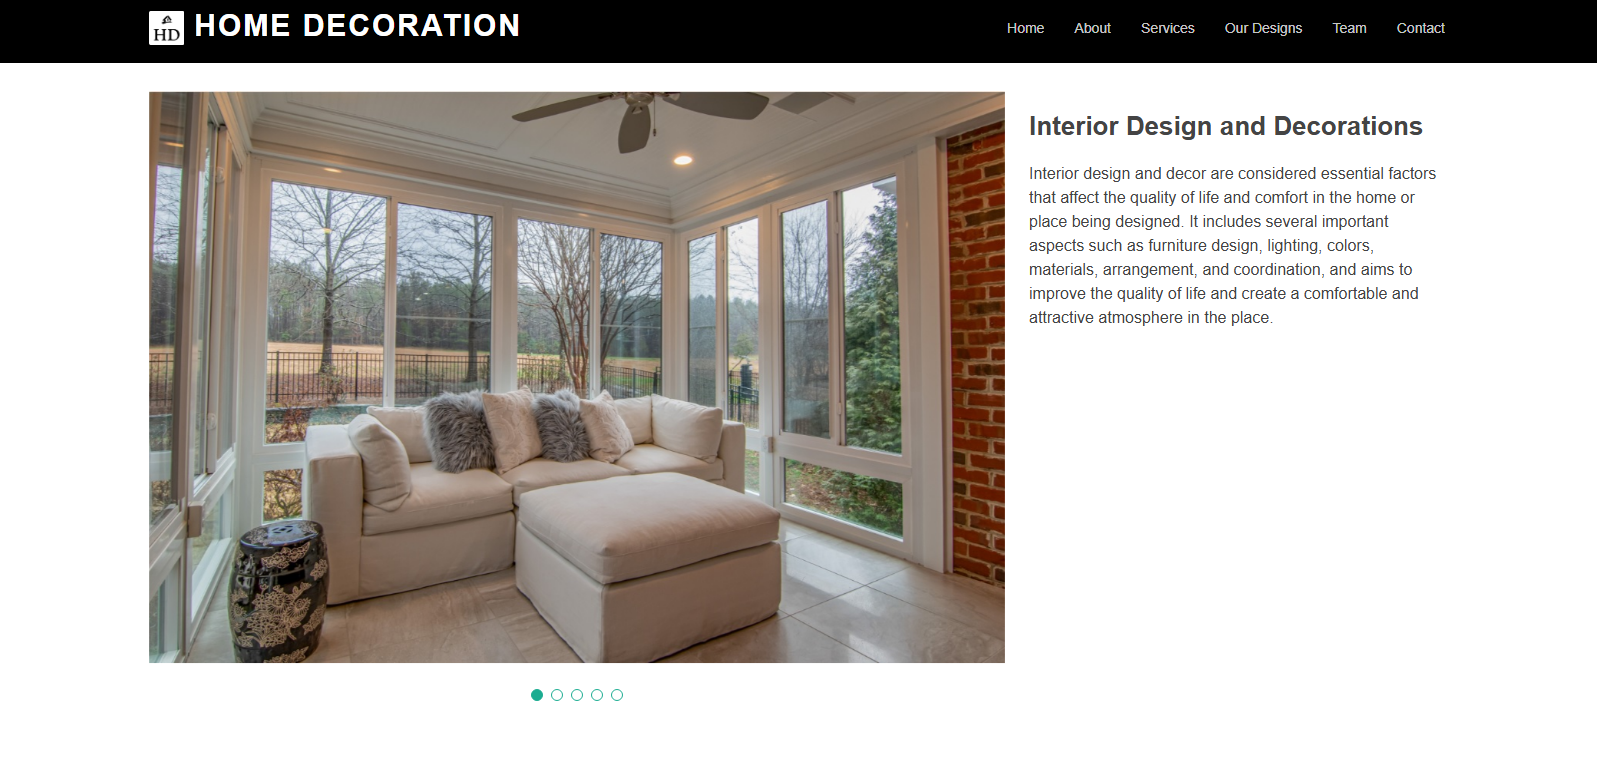 HD
HOME DECORATION
Home
About
Services
Our Designs
Team
Contact
Interior Design and Decorations
Interior design and decor are considered essential factors
that affect the quality of life and comfort in the home or
place being designed. It includes several important
aspects such as furniture design, lighting, colors,
materials, arrangement, and coordination, and aims to
improve the quality of life and create a comfortable and
attractive atmosphere in the place.